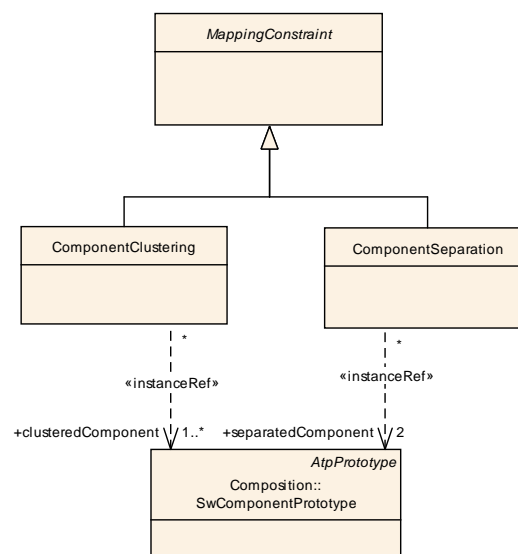 MappingConstraint
ComponentClustering
ComponentSeparation
*
*
«instanceRef»
«instanceRef»
+clusteredComponent 1..*
+separatedComponent 2
AtpPrototype
Composition::
SwComponentPrototype